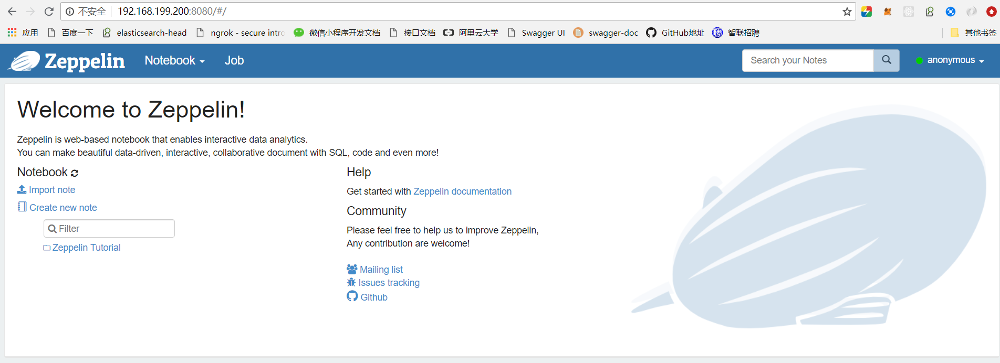 不安全 192.168.199.200:8080/#/
应用 百度一下 elasticsearch-head ngrok - secure intro 微信小程序开发文档 接口文档 阿里云大学 Swagger UI swagger-doc GitHub地址 智联招聘 其他书签
Zeppelin Notebook Job Search your Notes anonymous
Welcome to Zeppelin!
Zeppelin is web-based notebook that enables interactive data analytics.
You can make beautiful data-driven, interactive, collaborative document with SQL, code and even more!
Notebook
Import note
Create new note
Filter
Zeppelin Tutorial
Help
Get started with Zeppelin documentation
Community
Please feel free to help us to improve Zeppelin,
Any contribution are welcome!
Mailing list
Issues tracking
Github